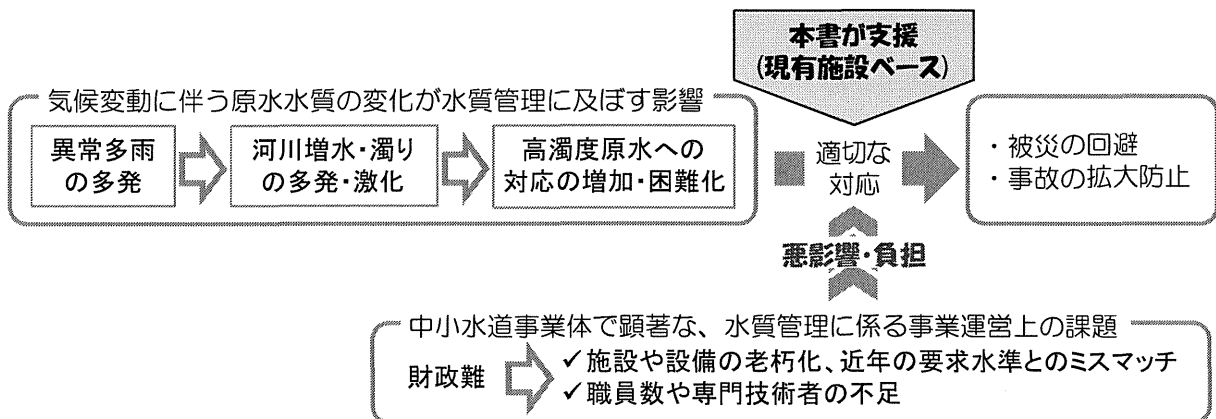 本書が支援
(現有施設ベース)
気候変動に伴う原水水質の変化が水質管理に及ぼす影響
異常多雨
の多発
河川増水・濁り
の多発・激化
高濁度原水への
対応の増加・困難化
適切な
対応
・被災の回避
・事故の拡大防止
悪影響・負担
中小水道事業体で顕著な、水質管理に係る事業運営上の課題
財政難
✓施設や設備の老朽化、近年の要求水準とのミスマッチ
✓職員数や専門技術者の不足